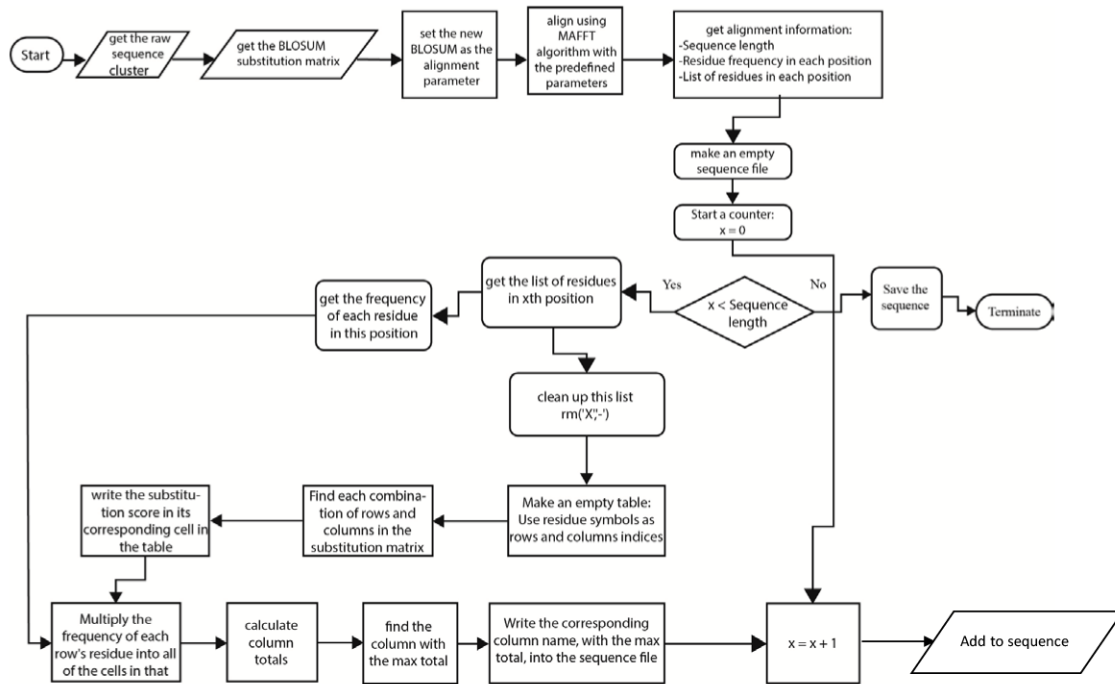 Start
get the raw
sequence
cluster
get the BLOSUM
substitution matrix
set the new
BLOSUM as the
alignment
parameter
align using
MAFFT
algorithm with
the predefined
parameters
get alignment information:
-Sequence length
-Residue frequency in each position
-List of residues in each position
make an empty
sequence file
Start a counter:
x = 0
x < Sequence
length
Yes
No
Save the
sequence
Terminate
get the list of residues
in xth position
get the frequency
of each residue
in this position
clean up this list
rm('X','-')
Make an empty table:
Use residue symbols as
rows and columns indices
Find each combina-
tion of rows and
columns in the
substitution matrix
write the substitu-
tion score in its
corresponding cell in
the table
Multiply the
frequency of each
row's residue into all
of the cells in that
calculate
column
totals
find the
column with
the max total
Write the corresponding
column name, with the max
total, into the sequence file
x = x + 1
Add to sequence